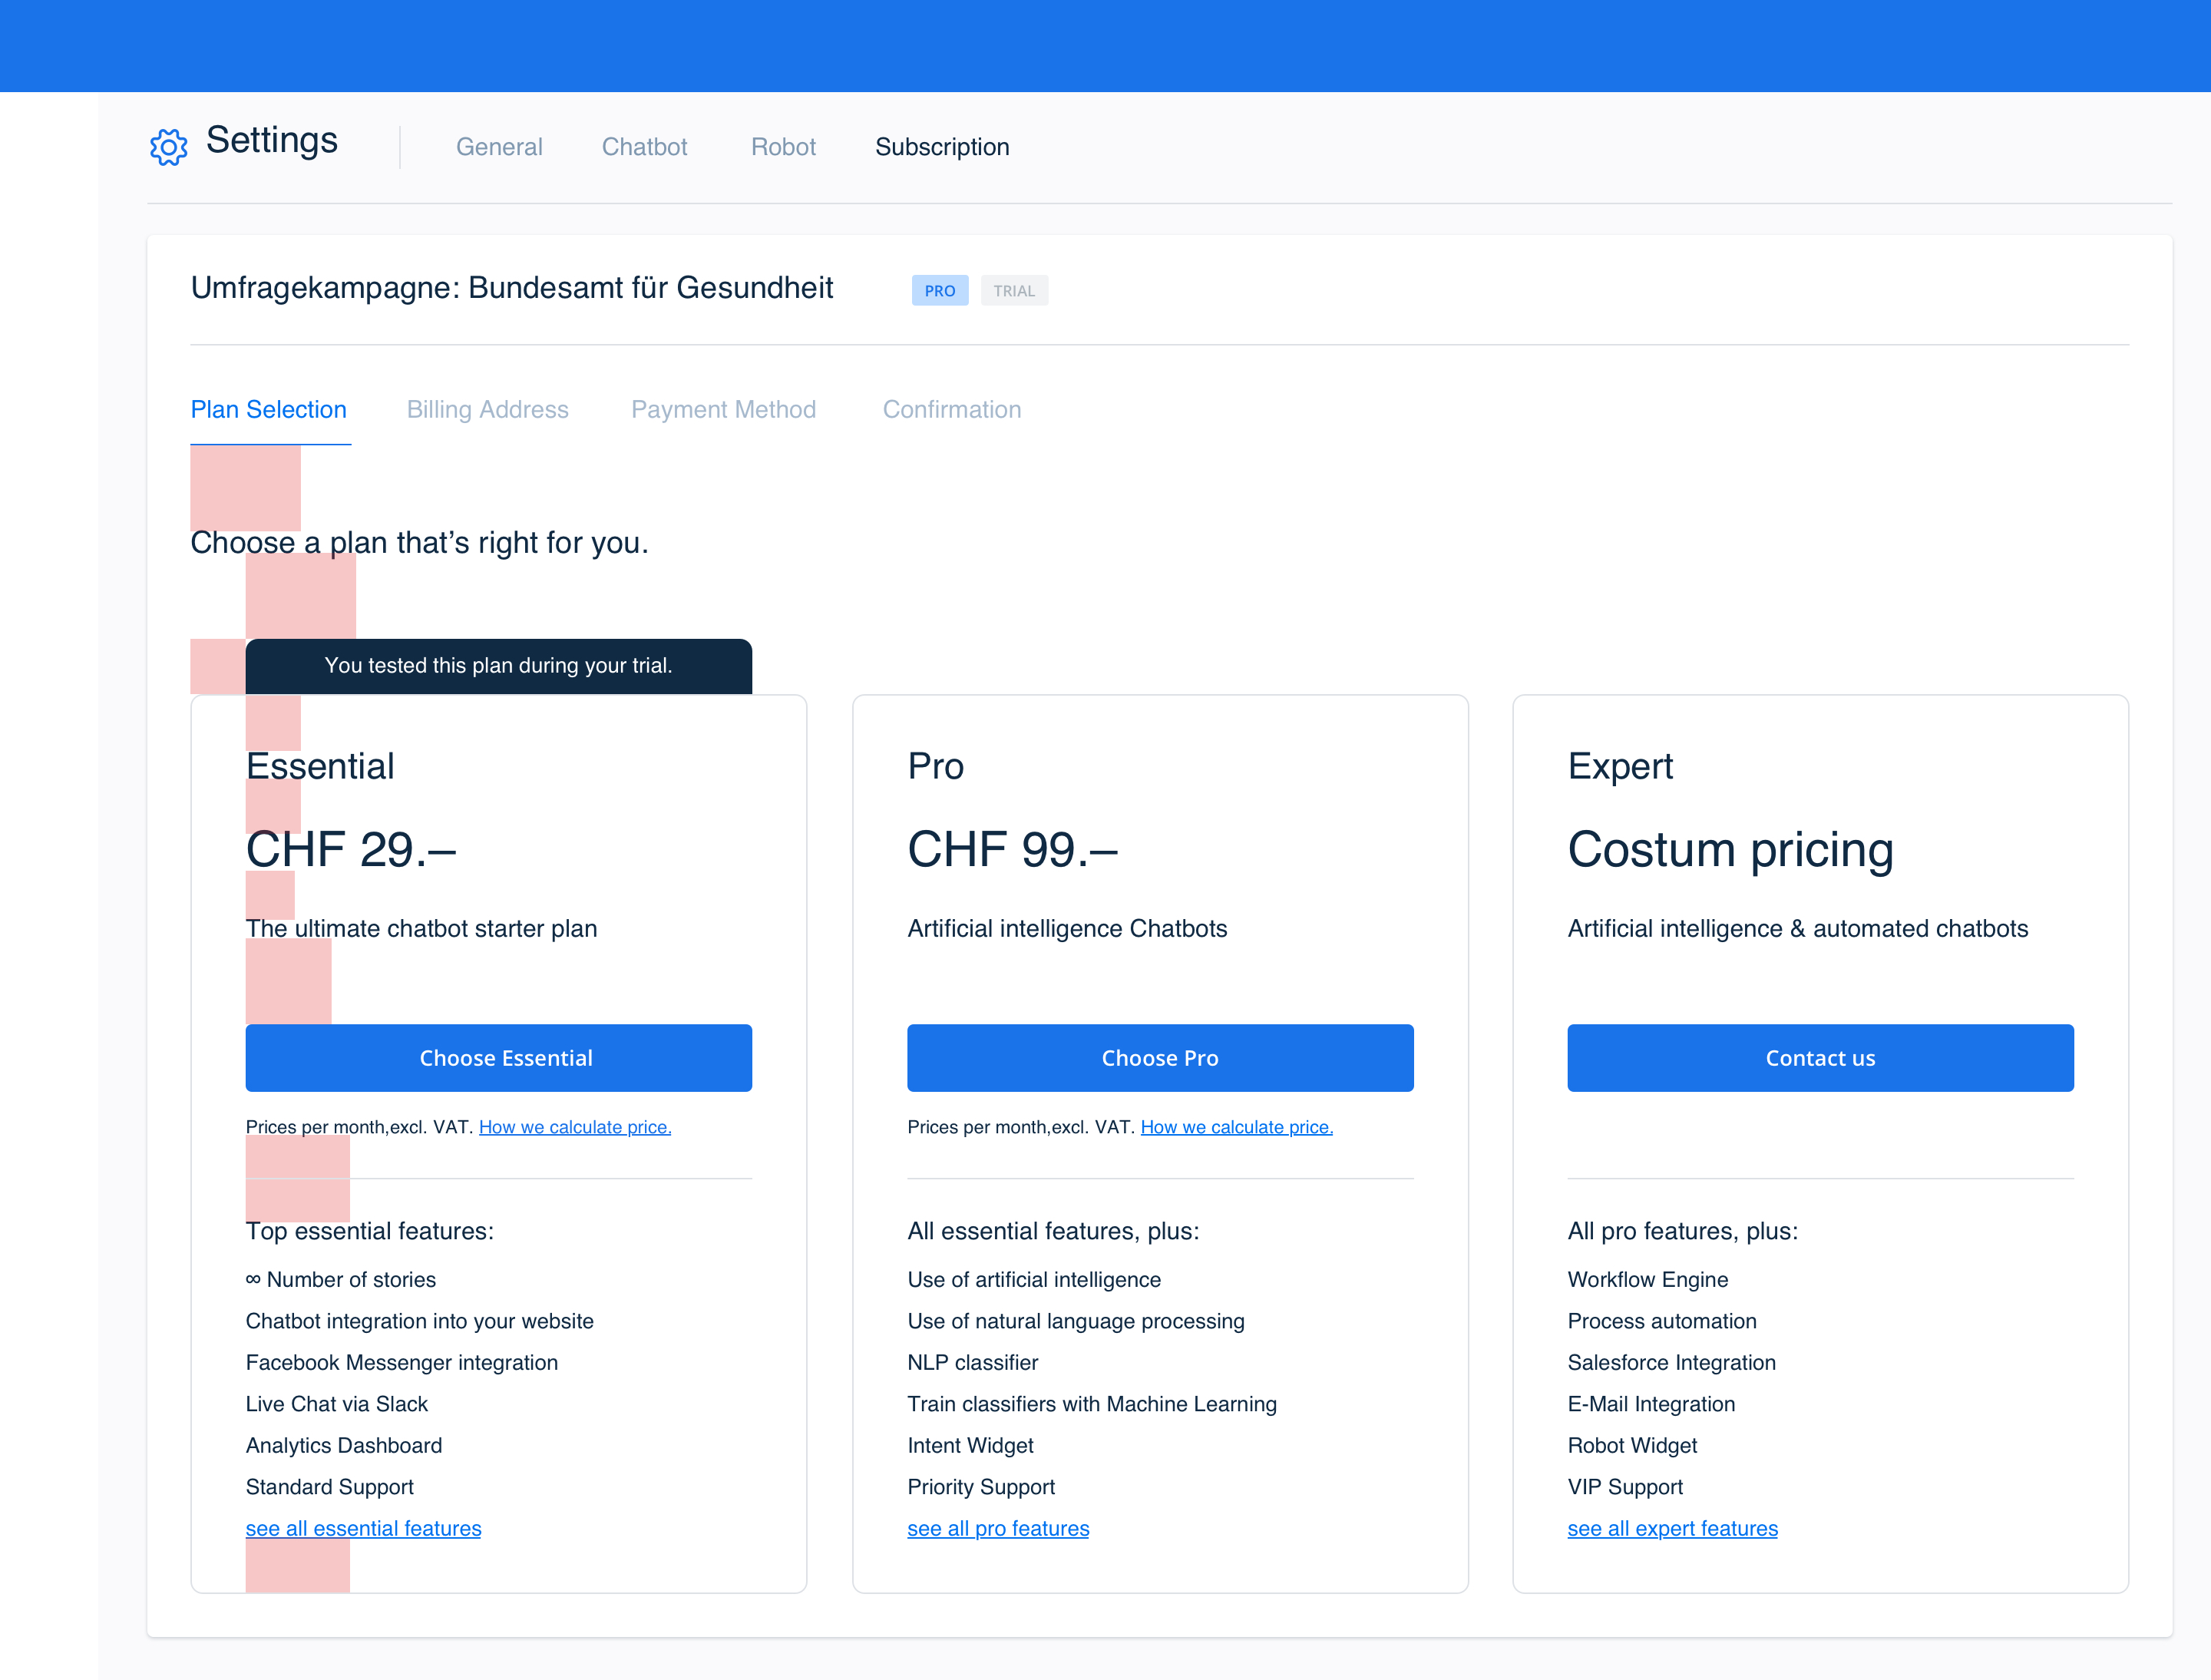 Settings
General Chatbot Robot Subscription
Umfragekampagne: Bundesamt für Gesundheit PRO TRIAL
Plan Selection Billing Address Payment Method Confirmation
Choose a plan that’s right for you.
You tested this plan during your trial.
Essential
CHF 29.–
The ultimate chatbot starter plan
Choose Essential
Prices per month,excl. VAT. How we calculate price.
Top essential features:
∞ Number of stories
Chatbot integration into your website
Facebook Messenger integration
Live Chat via Slack
Analytics Dashboard
Standard Support
see all essential features
Pro
CHF 99.–
Artificial intelligence Chatbots
Choose Pro
Prices per month,excl. VAT. How we calculate price.
All essential features, plus:
Use of artificial intelligence
Use of natural language processing
NLP classifier
Train classifiers with Machine Learning
Intent Widget
Priority Support
see all pro features
Expert
Costum pricing
Artificial intelligence & automated chatbots
Contact us
All pro features, plus:
Workflow Engine
Process automation
Salesforce Integration
E-Mail Integration
Robot Widget
VIP Support
see all expert features